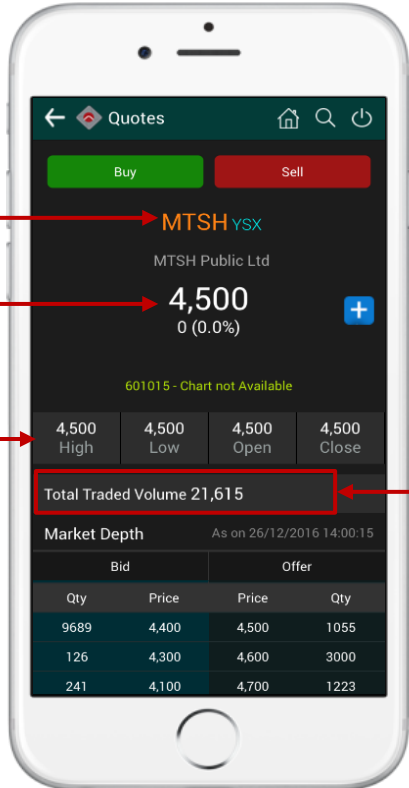 Quotes
Buy Sell
MTSH YSX
MTSH Public Ltd
4,500
0 (0.0%)
601015 - Chart not Available
4,500 4,500 4,500 4,500
High Low Open Close
Total Traded Volume 21,615
Market Depth As on 26/12/2016 14:00:15
Bid Offer
Qty Price Price Qty
9689 4,400 4,500 1055
126 4,300 4,600 3000
241 4,100 4,700 1223